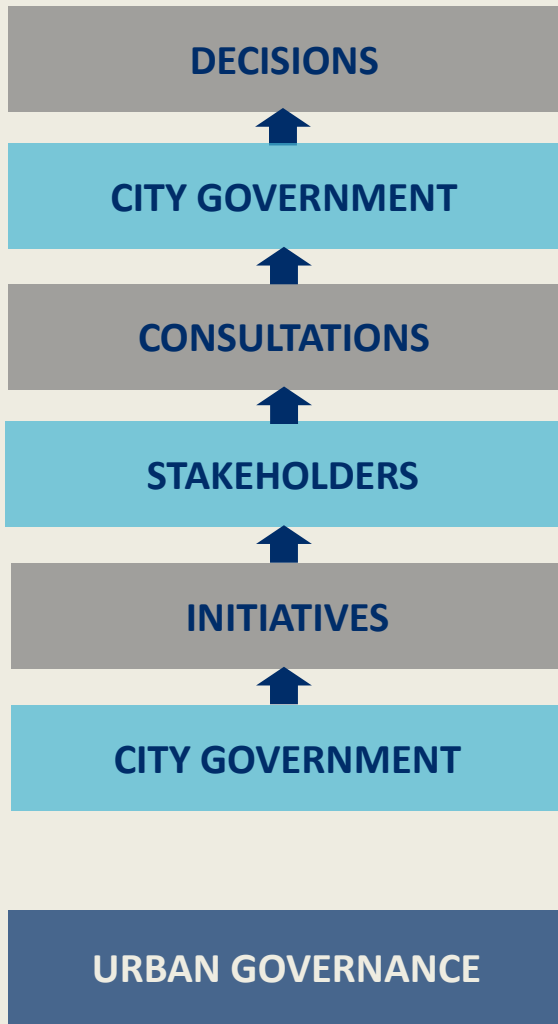 DECISIONS
CITY GOVERNMENT
CONSULTATIONS
STAKEHOLDERS
INITIATIVES
CITY GOVERNMENT
URBAN GOVERNANCE